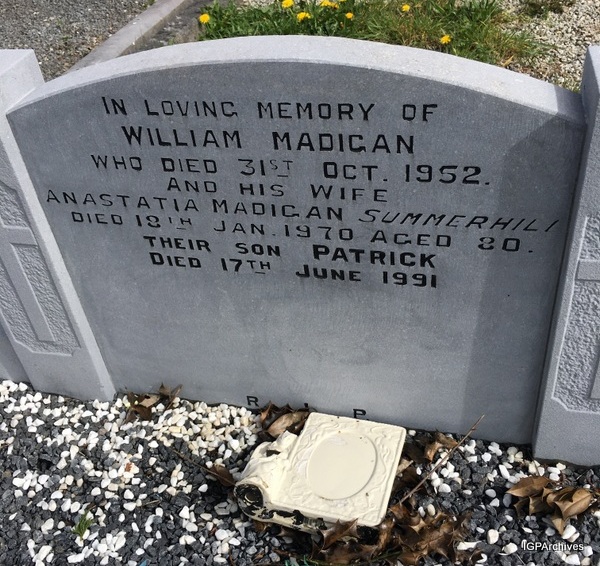 IN LOVING MEMORY OF
WILLIAM MADIGAN
WHO DIED 31ST OCT. 1952.
AND HIS WIFE
ANASTATIA MADIGAN SUMMERHILL
DIED 18TH JAN. 1970 AGED 80.
THEIR SON PATRICK
DIED 17TH JUNE 1991
R I P
IGPArchives